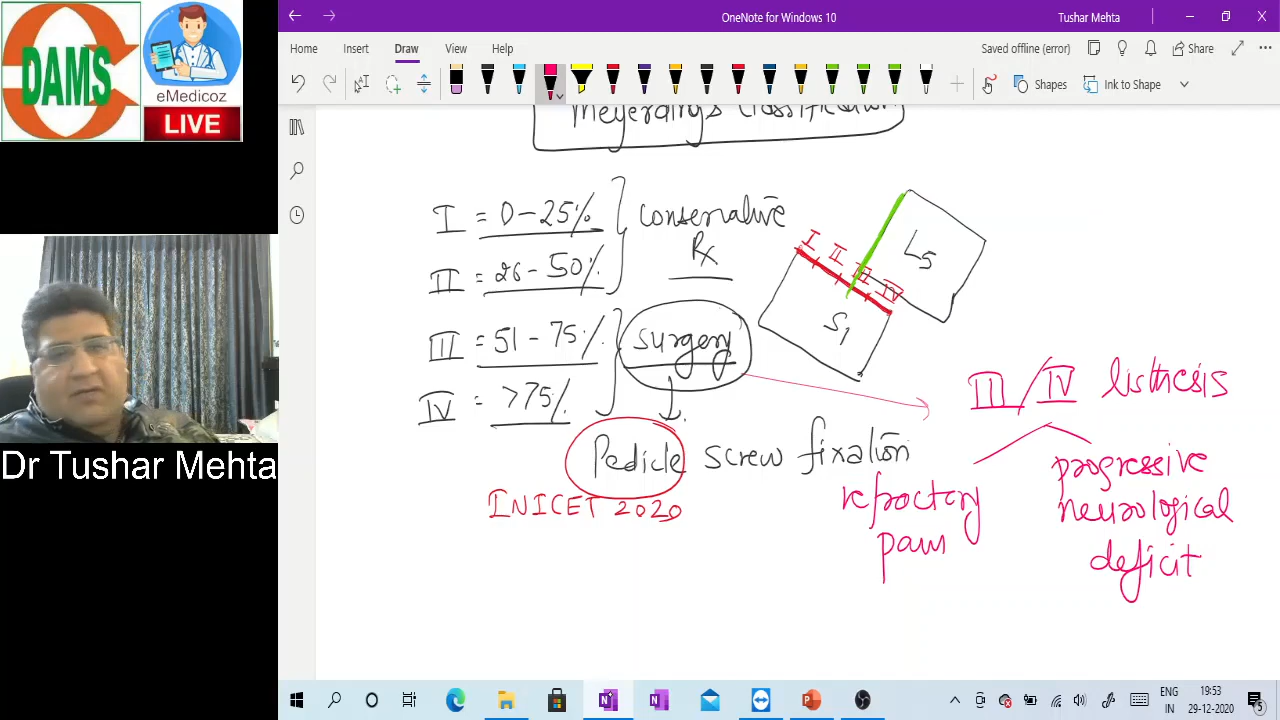 OneNote for Windows 10
Tushar Mehta
Home Insert Draw View Help
Saved offline (error)
Share
Shapes
Ink to Shape
DAMS
eMedicoz
LIVE
Meyerding's Classification
I = 0-25%
II = 26-50%
conservative
Rx
III = 51-75%
IV = >75%
surgery
Pedicle screw fixation
INICET 2020
I II III IV
L5
S1
III/IV listhesis
refractory
pain
progressive
neurological
deficit
Dr Tushar Mehta
ENG
IN
19:53
29-12-2020
5